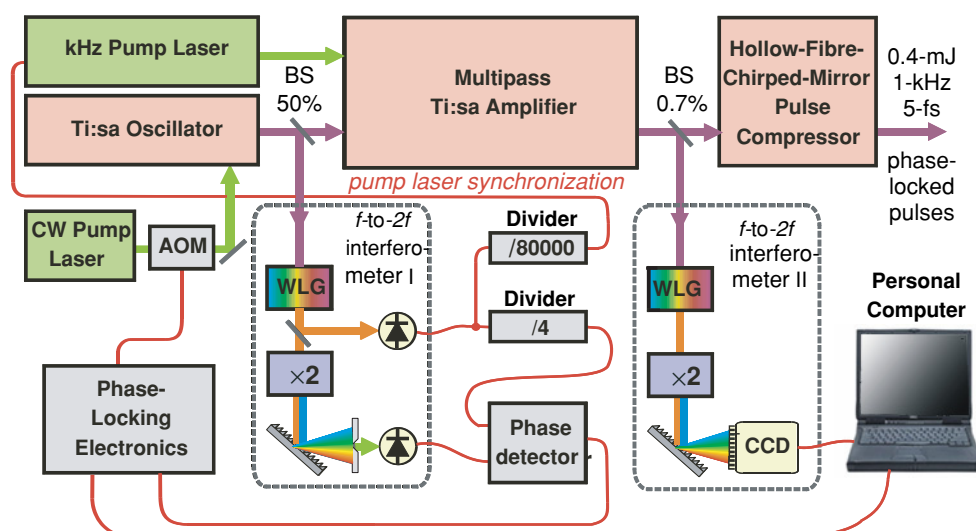 kHz Pump Laser
Ti:sa Oscillator
BS
50%
Multipass
Ti:sa Amplifier
BS
0.7%
Hollow-Fibre-
Chirped-Mirror
Pulse
Compressor
0.4-mJ
1-kHz
5-fs
phase-
locked
pulses
pump laser synchronization
CW Pump
Laser
AOM
f-to-2f
interfero-
meter I
WLG
×2
Divider
/80000
Divider
/4
Phase
detector
f-to-2f
interfero-
meter II
WLG
×2
CCD
Personal
Computer
Phase-
Locking
Electronics